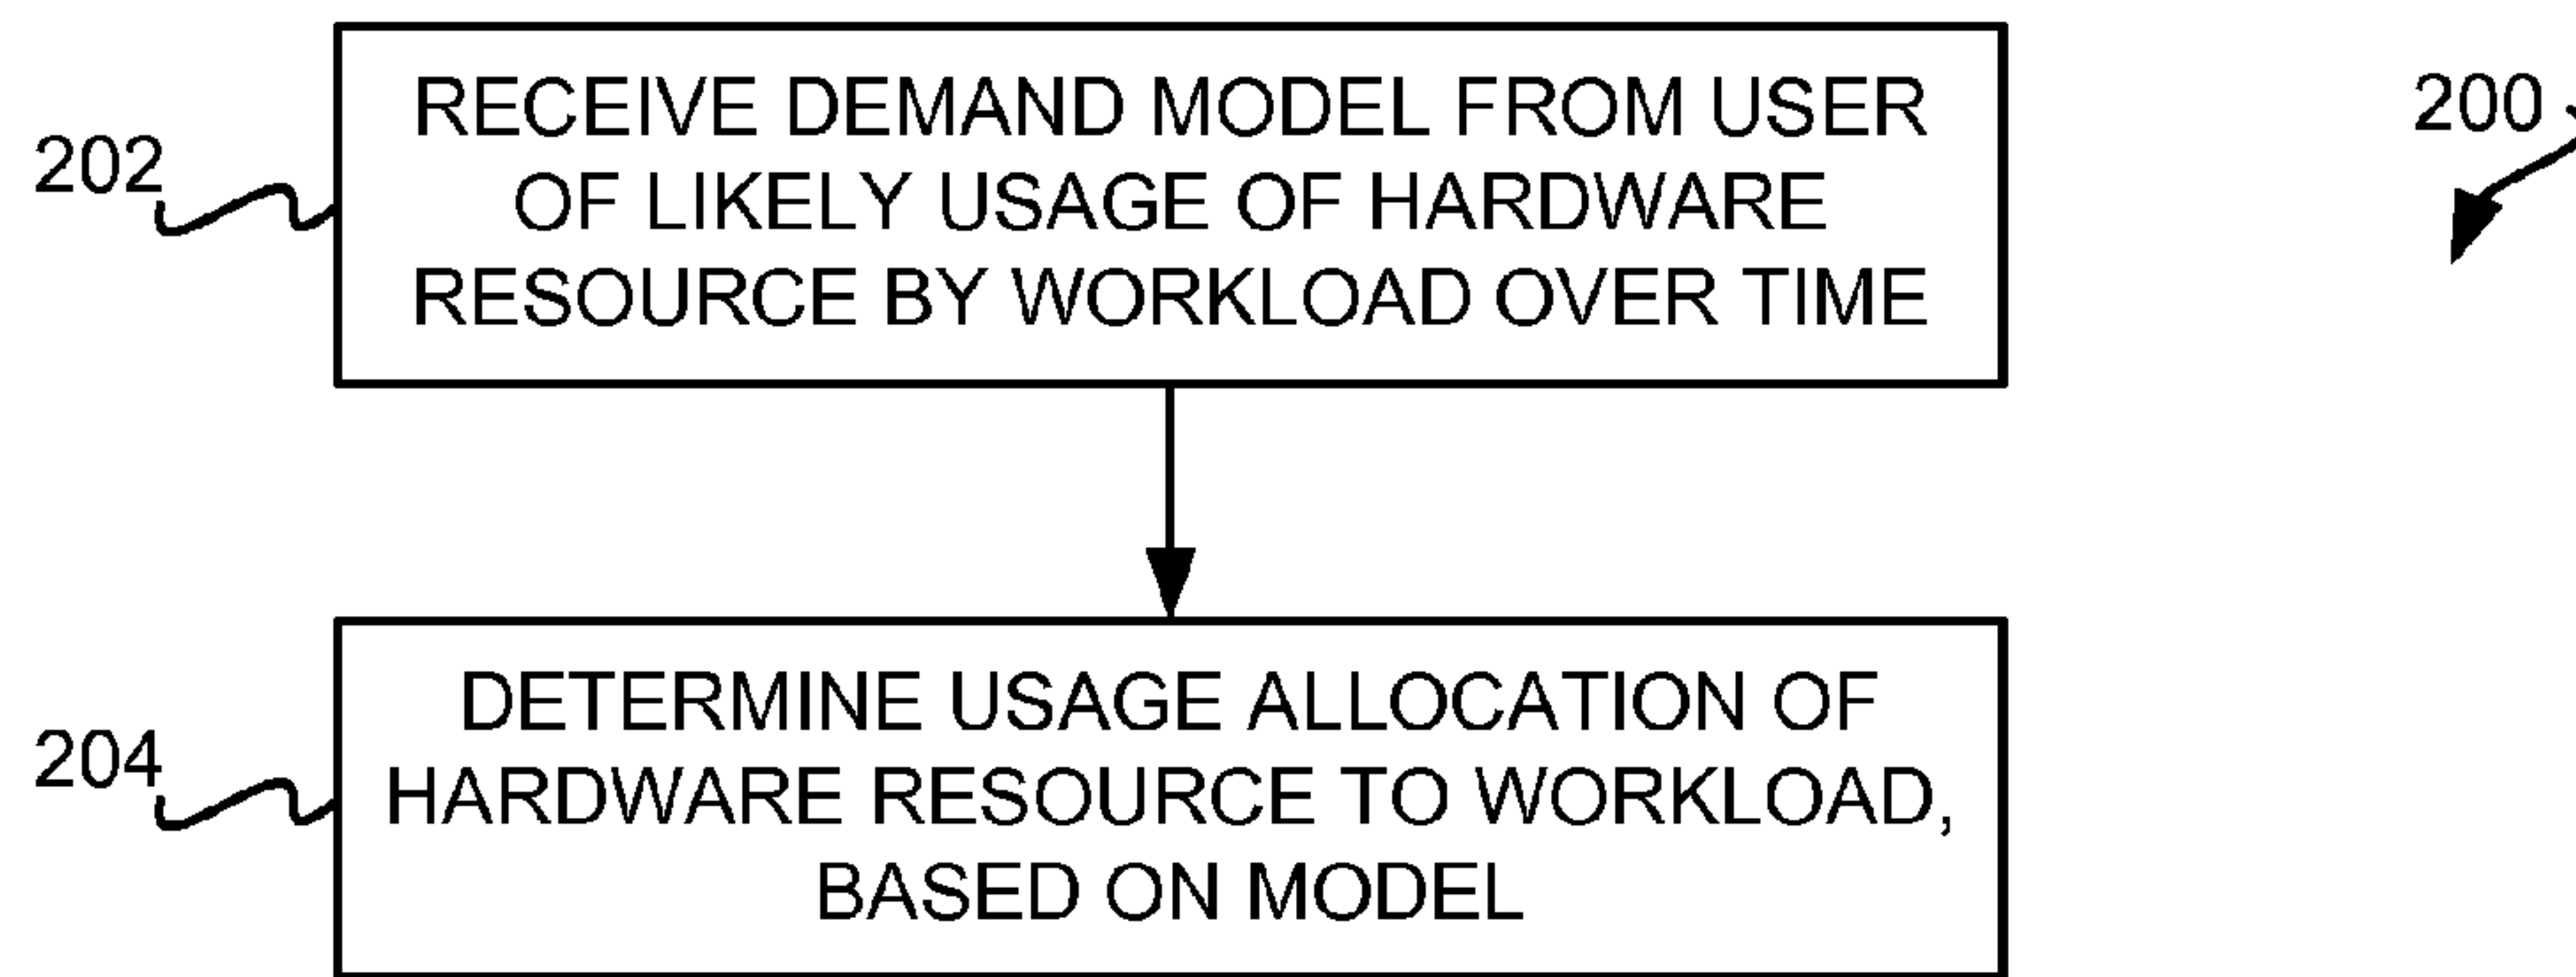 200
202
RECEIVE DEMAND MODEL FROM USER
OF LIKELY USAGE OF HARDWARE
RESOURCE BY WORKLOAD OVER TIME
204
DETERMINE USAGE ALLOCATION OF
HARDWARE RESOURCE TO WORKLOAD,
BASED ON MODEL